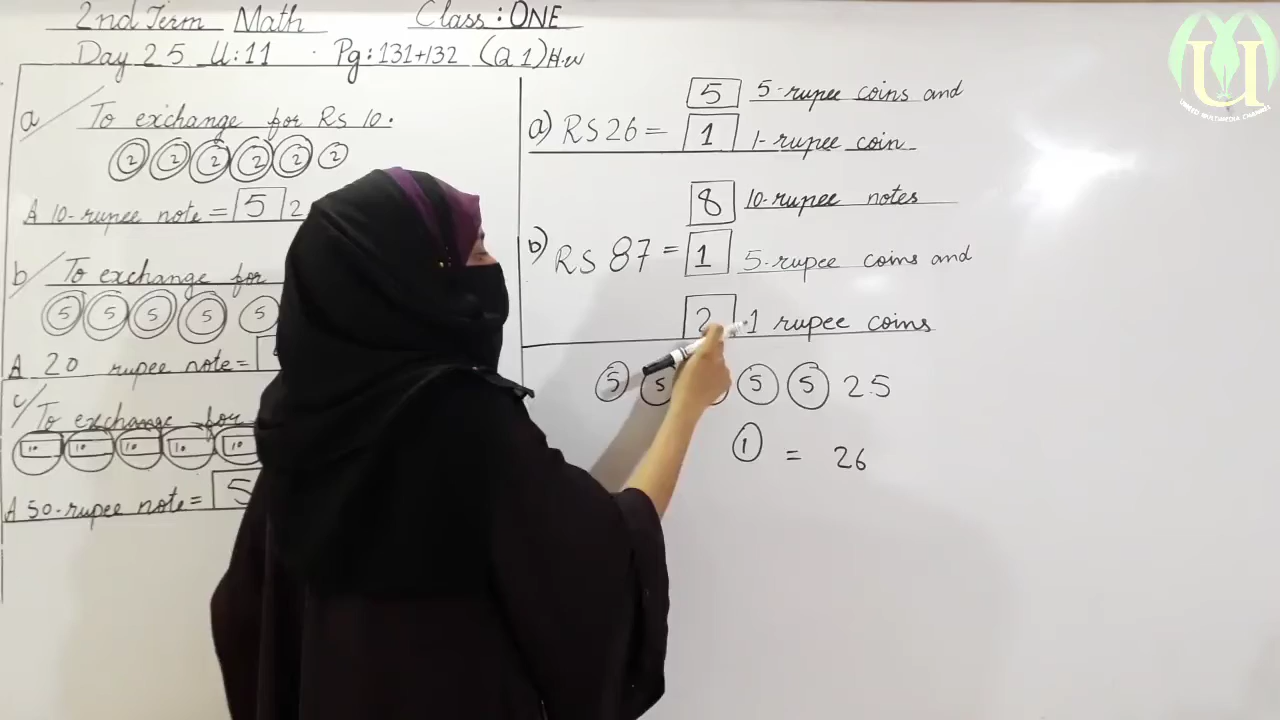 2nd Term Math Class: ONE
Day 25 U:11 · Pg: 131+132 (Q1) H.w
a/ To exchange for Rs 10.
2 2 2 2 2 2
A 10-rupee note = 5 2
b/ To exchange for
5 5 5 5 5
A 20 rupee note =
c/ To exchange for
10 10 10 10 10
A 50-rupee note = 5
5 5-rupee coins and
a) RS 26 = 1 1-rupee coin
8 10-rupee notes
b) RS 87 = 1 5-rupee coins and
2 1 rupee coins
5 5 5 5 25
1 = 26
U
UNITED MULTIMEDIA CHANNEL